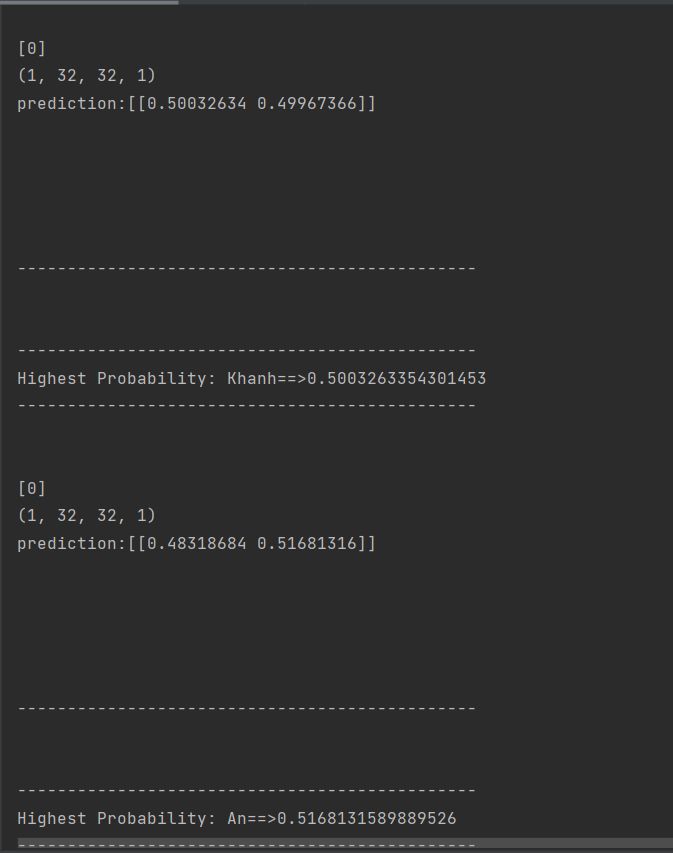 [0]
(1, 32, 32, 1)
prediction:[[0.50032634 0.49967366]]
----------------------------------------------
----------------------------------------------
Highest Probability: Khanh==>0.5003263354301453
----------------------------------------------
[0]
(1, 32, 32, 1)
prediction:[[0.48318684 0.51681316]]
----------------------------------------------
----------------------------------------------
Highest Probability: An==>0.5168131589889526
----------------------------------------------